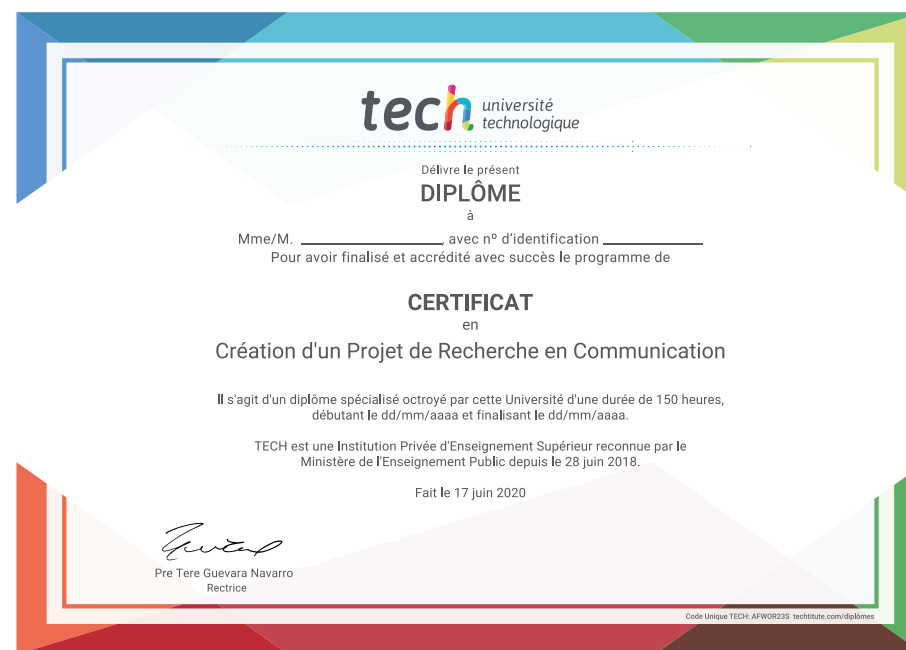 tech université
technologique
Délivre le présent
DIPLÔME
à
Mme/M. ____________________, avec nº d'identification ______________
Pour avoir finalisé et accrédité avec succès le programme de
CERTIFICAT
en
Création d'un Projet de Recherche en Communication
Il s'agit d'un diplôme spécialisé octroyé par cette Université d'une durée de 150 heures,
débutant le dd/mm/aaaa et finalisant le dd/mm/aaaa.
TECH est une Institution Privée d'Enseignement Supérieur reconnue par le
Ministère de l'Enseignement Public depuis le 28 juin 2018.
Fait le 17 juin 2020
Pre Tere Guevara Navarro
Rectrice
Code Unique TECH: AFWOR23S techtitute.com/diplômes